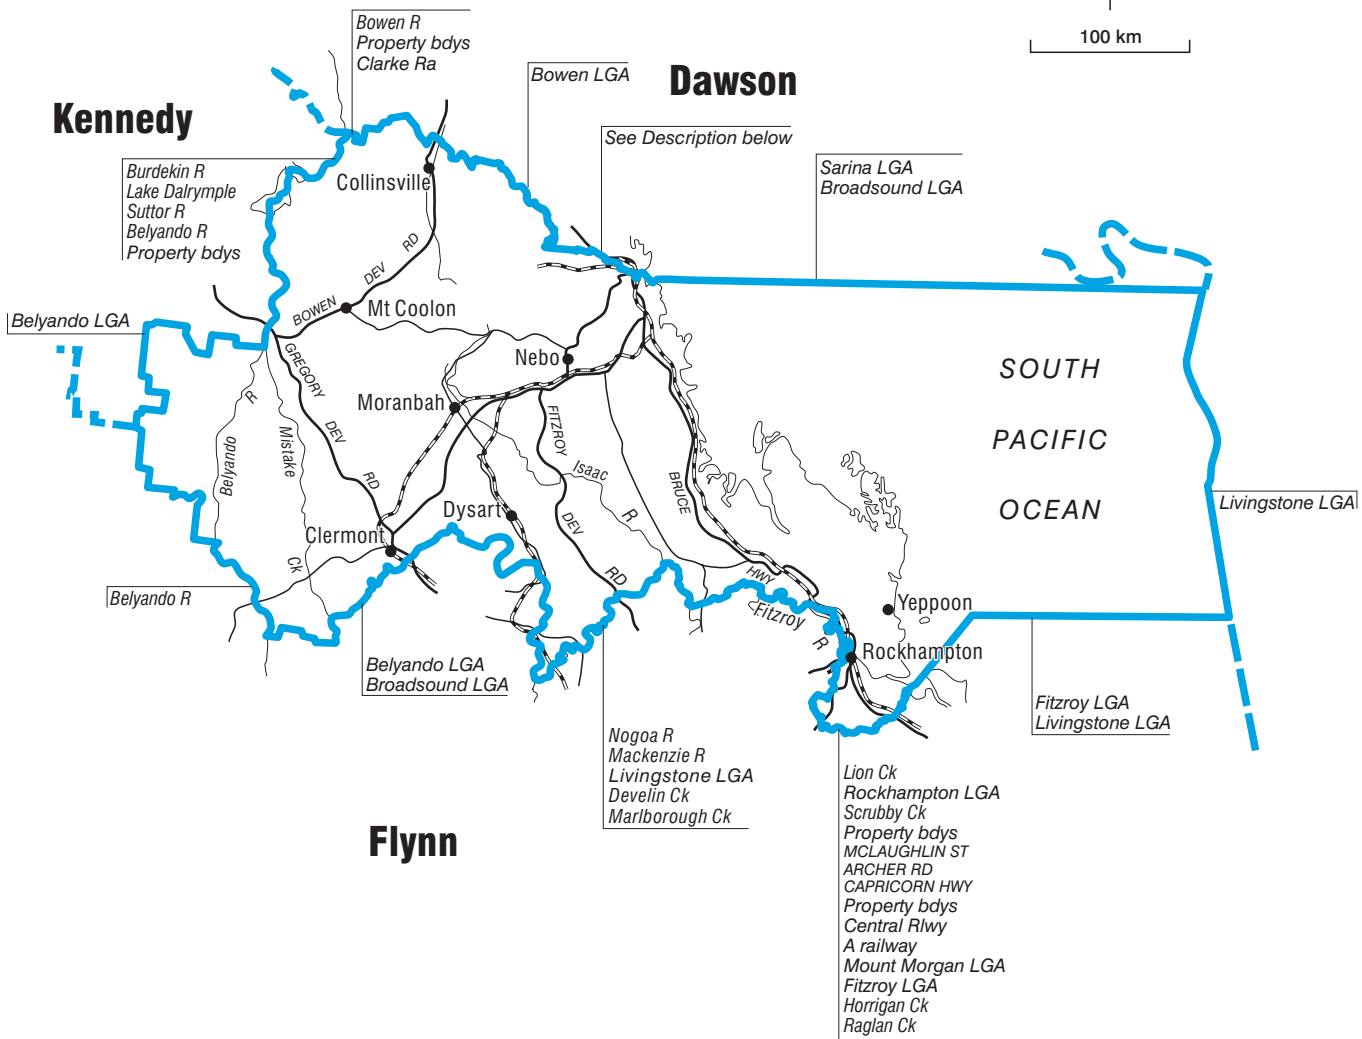 Bowen R
Property bdys
Clarke Ra
100 km
Bowen LGA
Dawson
Kennedy
See Description below
Burdekin R
Lake Dalrymple
Suttor R
Belyando R
Property bdys
Sarina LGA
Broadsound LGA
Collinsville
BOWEN DEV RD
Mt Coolon
Belyando LGA
Nebo
GREGORY DEV RD
Moranbah
SOUTH
PACIFIC
OCEAN
Belyando R
Mistake Ck
FITZROY DEV RD
Isaac R
BRUCE HWY
Livingstone LGA
Dysart
Clermont
Belyando R
Fitzroy R
Yeppoon
Rockhampton
Belyando LGA
Broadsound LGA
Fitzroy LGA
Livingstone LGA
Nogoa R
Mackenzie R
Livingstone LGA
Develin Ck
Marlborough Ck
Flynn
Lion Ck
Rockhampton LGA
Scrubby Ck
Property bdys
MCLAUGHLIN ST
ARCHER RD
CAPRICORN HWY
Property bdys
Central Rlwy
A railway
Mount Morgan LGA
Fitzroy LGA
Horrigan Ck
Raglan Ck